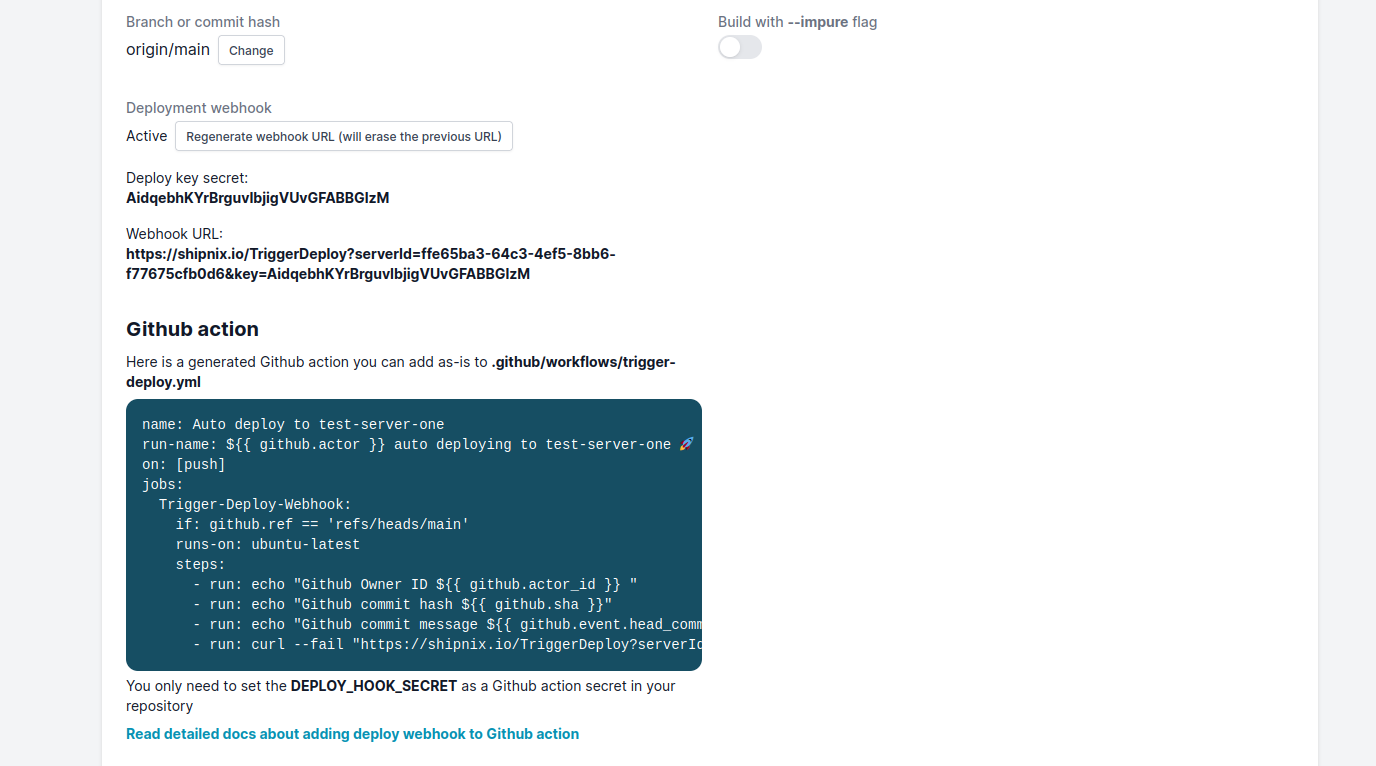 Branch or commit hash
origin/main Change
Build with --impure flag
Deployment webhook
Active Regenerate webhook URL (will erase the previous URL)
Deploy key secret:
AidqebhKYrBrguvIbjigVUvGFABBGIzM
Webhook URL:
https://shipnix.io/TriggerDeploy?serverId=ffe65ba3-64c3-4ef5-8bb6-
f77675cfb0d6&key=AidqebhKYrBrguvIbjigVUvGFABBGIzM
Github action
Here is a generated Github action you can add as-is to .github/workflows/trigger-
deploy.yml
name: Auto deploy to test-server-one
run-name: ${{ github.actor }} auto deploying to test-server-one 🚀
on: [push]
jobs:
  Trigger-Deploy-Webhook:
    if: github.ref == 'refs/heads/main'
    runs-on: ubuntu-latest
    steps:
      - run: echo "Github Owner ID ${{ github.actor_id }} "
      - run: echo "Github commit hash ${{ github.sha }}"
      - run: echo "Github commit message ${{ github.event.head_comm
      - run: curl --fail "https://shipnix.io/TriggerDeploy?serverId
You only need to set the DEPLOY_HOOK_SECRET as a Github action secret in your
repository
Read detailed docs about adding deploy webhook to Github action